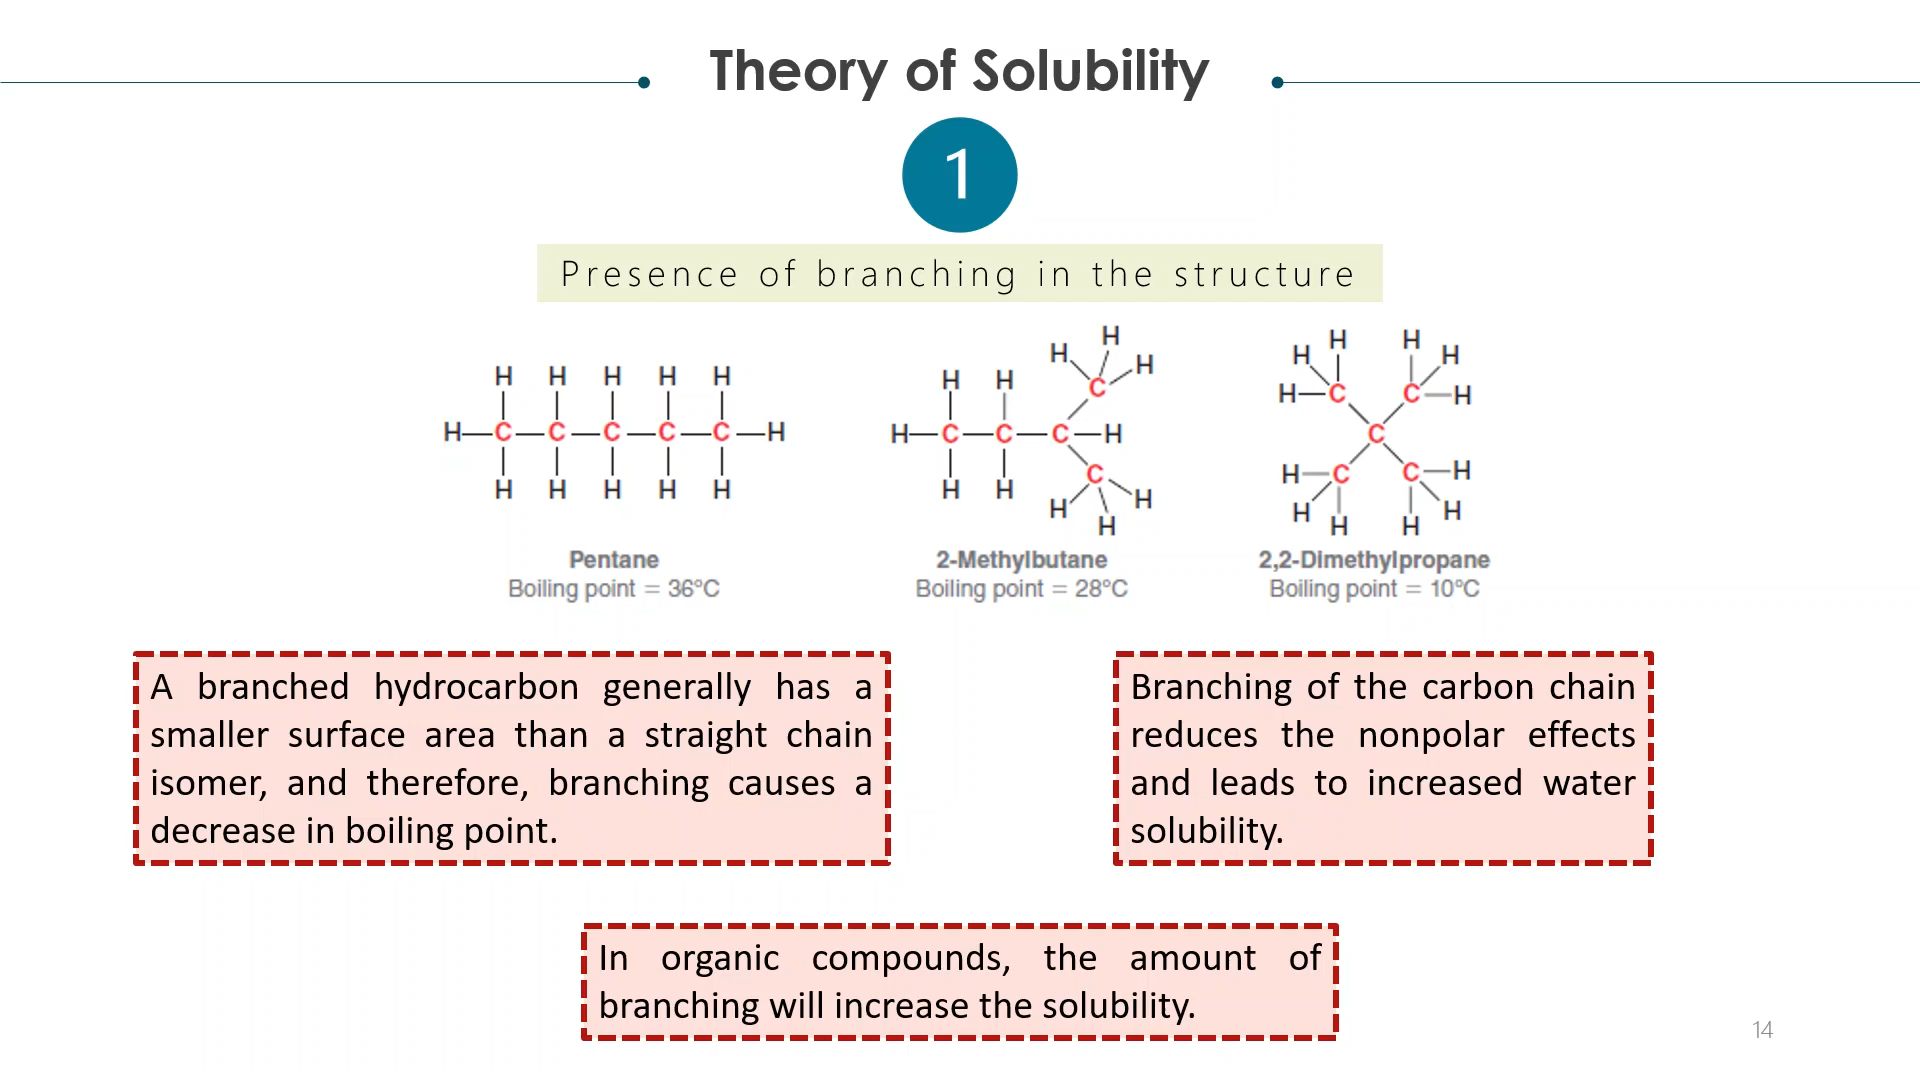 Theory of Solubility
1
Presence of branching in the structure
H H H H H
H—C—C—C—C—C—H
H H H H H
Pentane
Boiling point = 36°C
H
H H
H H C
H—C—C—C—H
C
H H H H
H
2-Methylbutane
Boiling point = 28°C
H H
H H
H—C C—H
C
H—C C—H
H H
H H
2,2-Dimethylpropane
Boiling point = 10°C
A branched hydrocarbon generally has a
smaller surface area than a straight chain
isomer, and therefore, branching causes a
decrease in boiling point.
Branching of the carbon chain
reduces the nonpolar effects
and leads to increased water
solubility.
In organic compounds, the amount of
branching will increase the solubility.
14